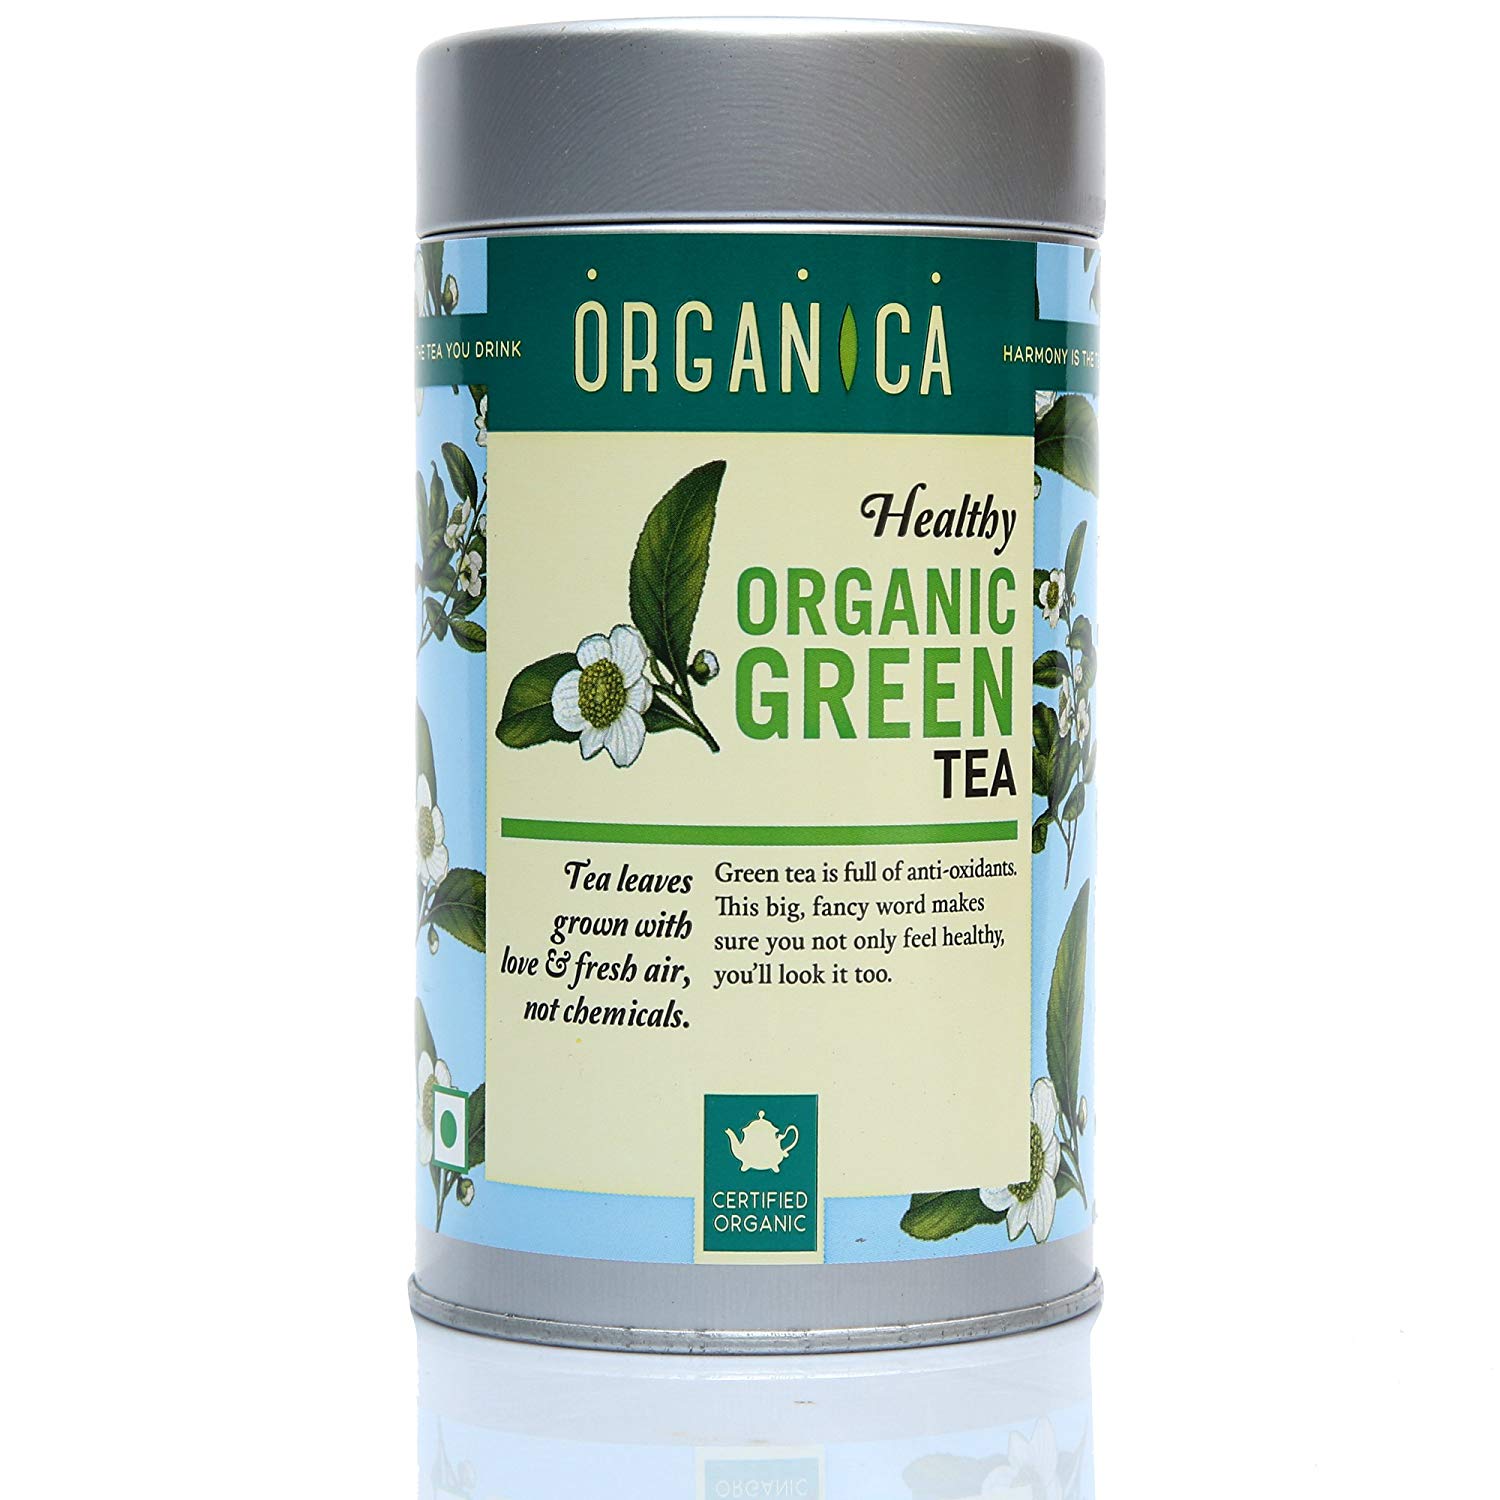 ORGANICA
THE TEA YOU DRINK
HARMONY IS THE
Healthy
ORGANIC
GREEN
TEA
Tea leaves
grown with
love & fresh air,
not chemicals.
Green tea is full of anti-oxidants.
This big, fancy word makes
sure you not only feel healthy,
you'll look it too.
CERTIFIED
ORGANIC